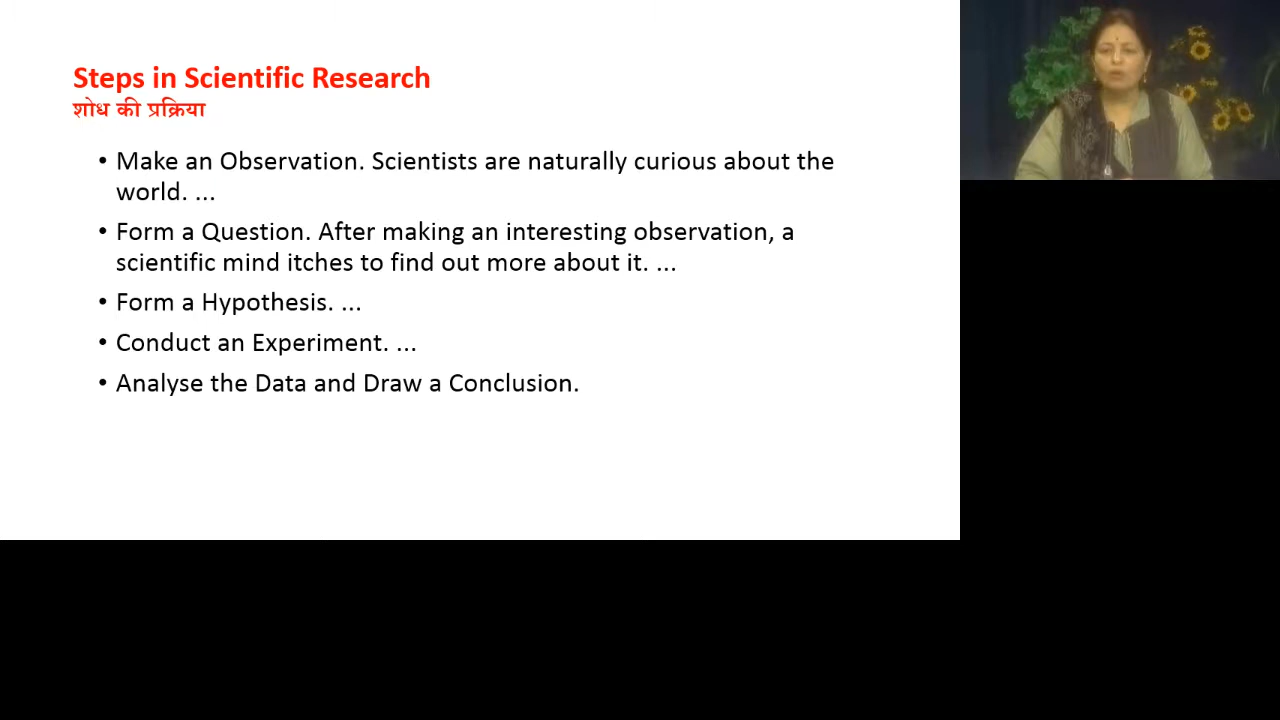 Steps in Scientific Research
शोध की प्रक्रिया
• Make an Observation. Scientists are naturally curious about the
world. ...
• Form a Question. After making an interesting observation, a
scientific mind itches to find out more about it. ...
• Form a Hypothesis. ...
• Conduct an Experiment. ...
• Analyse the Data and Draw a Conclusion.